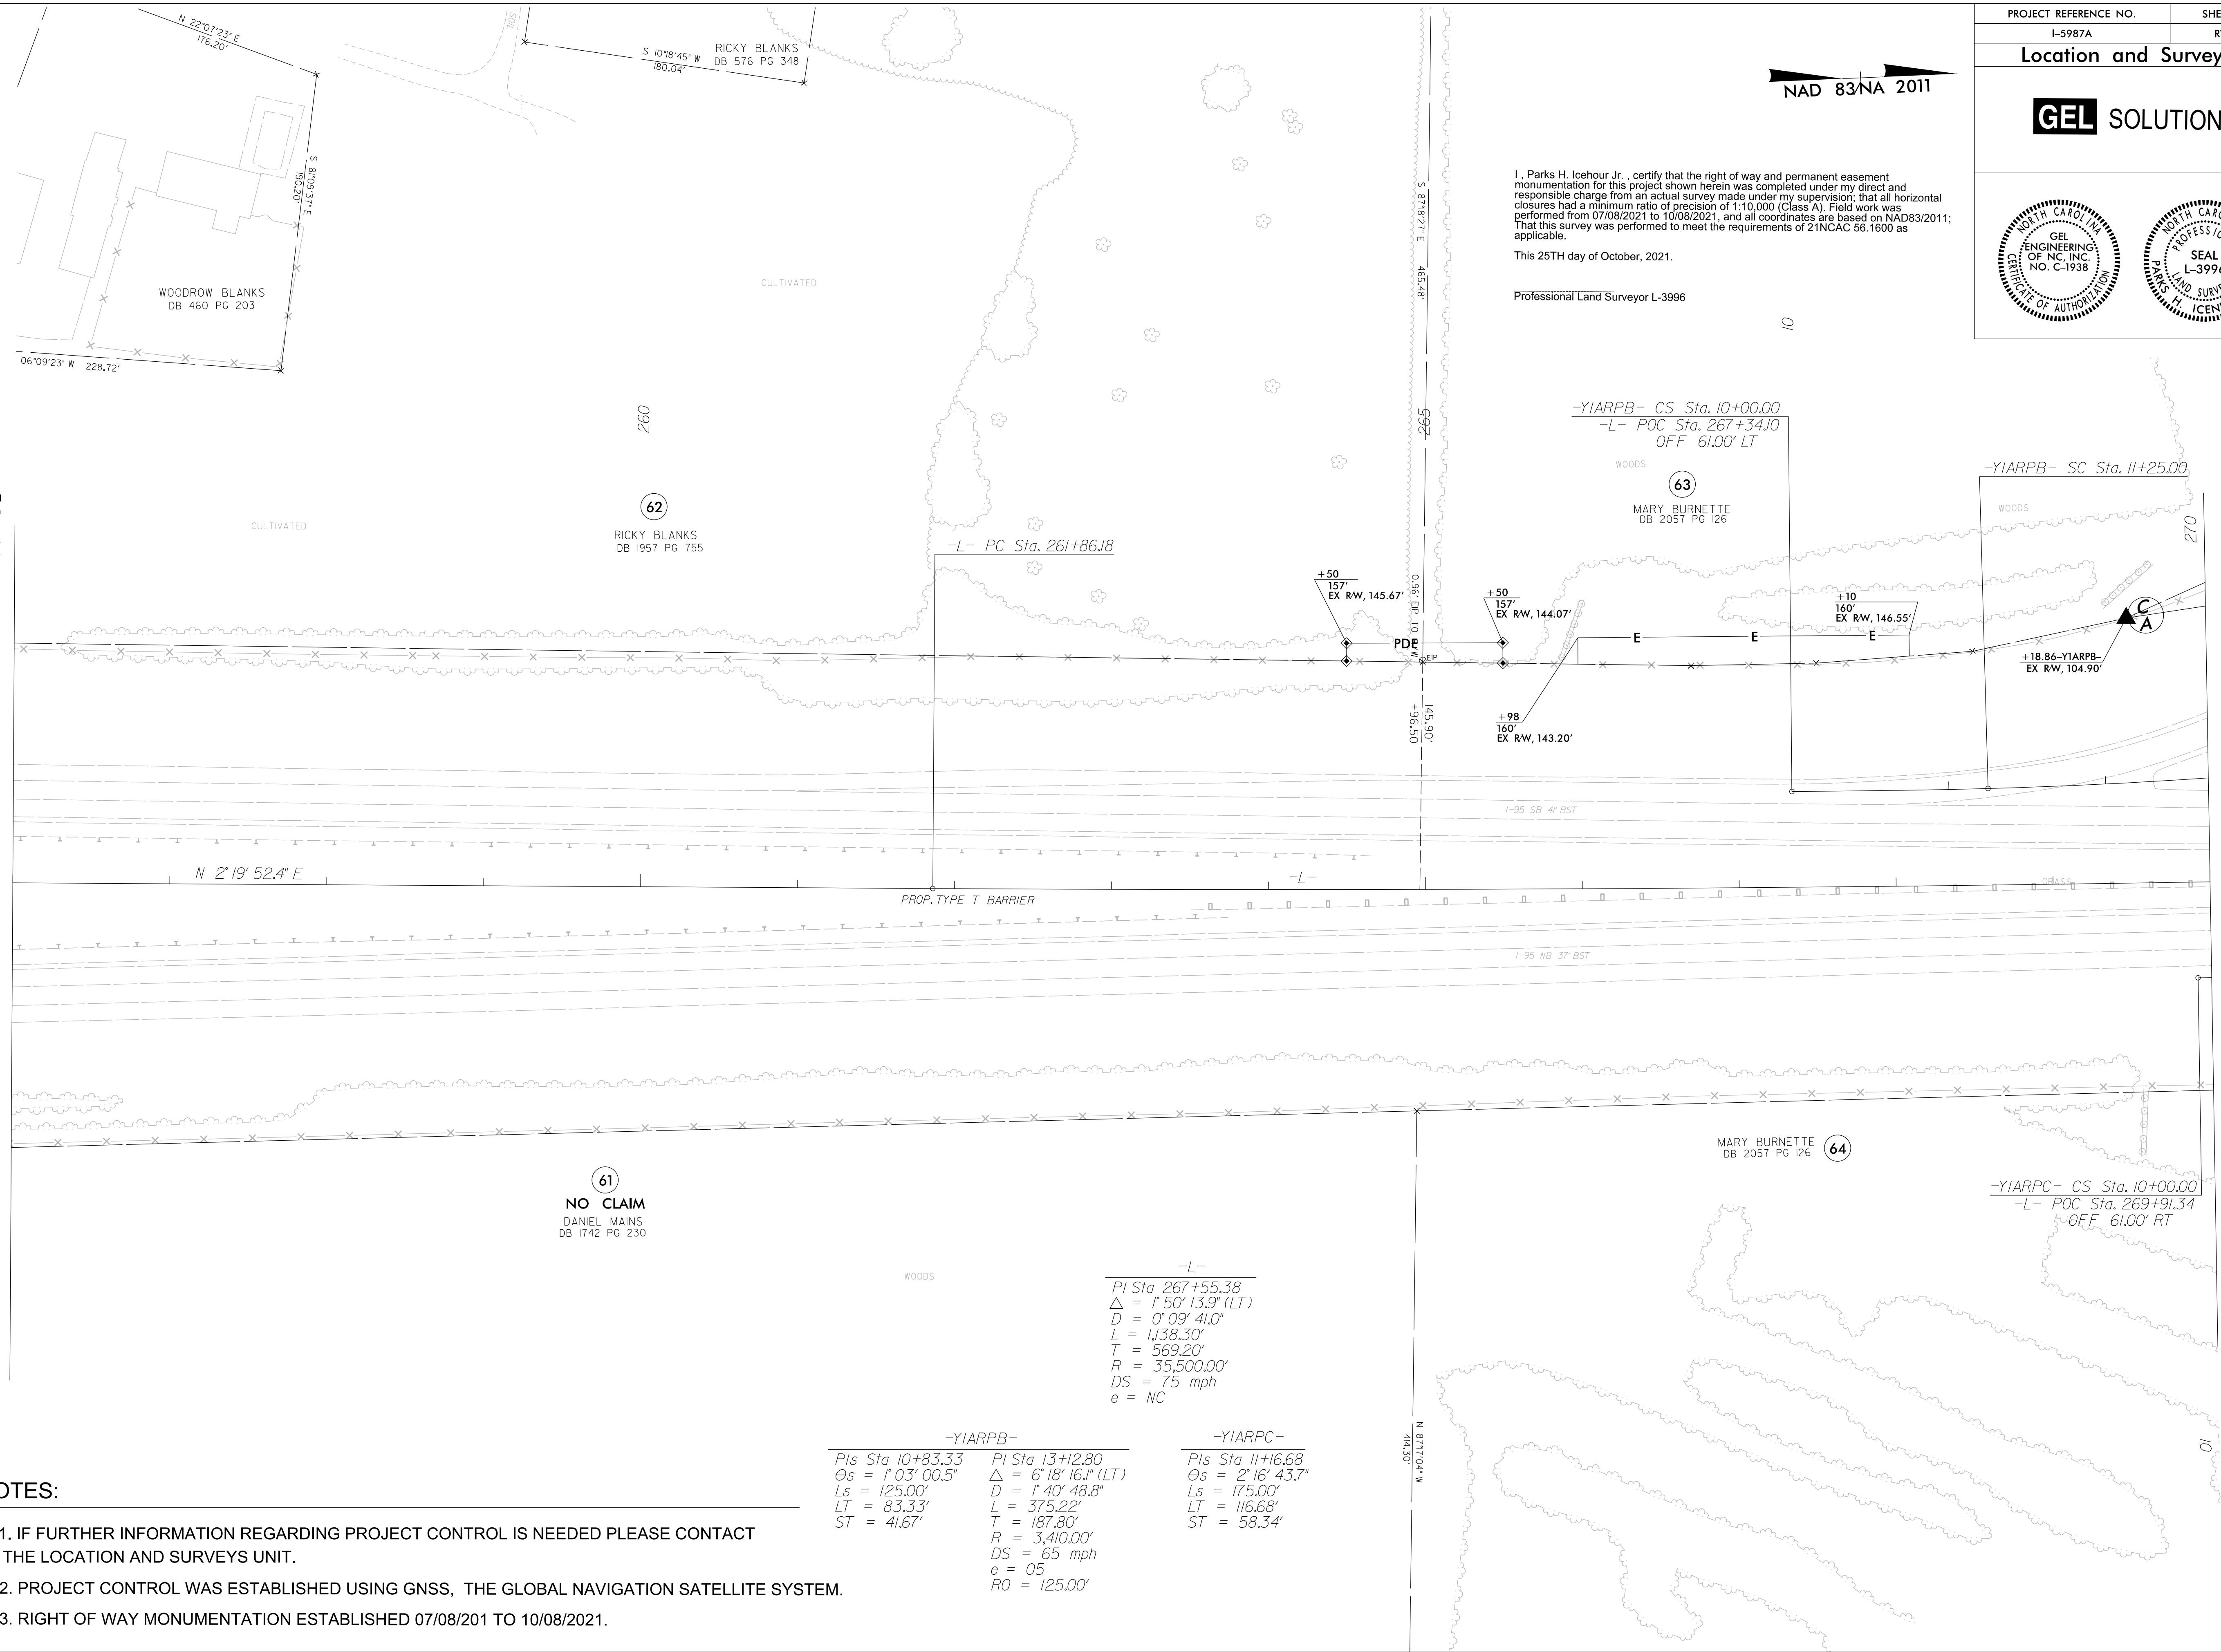 PROJECT REFERENCE NO.
SHE
I-5987A
R
Location and Survey
GEL SOLUTION
NORTH CAROLINA
GEL
ENGINEERING
OF NC, INC.
NO. C-1938
CERTIFICATE OF AUTHORIZATION
NORTH CARO
PROFESSIO
SEAL
L-3996
LAND SURVE
PARKS H. ICEN
NAD 83/NA 2011
I , Parks H. Icehour Jr. , certify that the right of way and permanent easement
monumentation for this project shown herein was completed under my direct and
responsible charge from an actual survey made under my supervision; that all horizontal
closures had a minimum ratio of precision of 1:10,000 (Class A). Field work was
performed from 07/08/2021 to 10/08/2021, and all coordinates are based on NAD83/2011;
That this survey was performed to meet the requirements of 21NCAC 56.1600 as
applicable.
This 25TH day of October, 2021.
Professional Land Surveyor L-3996
N 22°07'23" E
176.20'
SOIL
S 10°18'45" W
180.04'
RICKY BLANKS
DB 576 PG 348
S 81°09'37" E
190.20'
WOODROW BLANKS
DB 460 PG 203
06°09'23" W 228.72'
CULTIVATED
S 87°18'27" E 465.48'
10
260
265
270
CULTIVATED
62
RICKY BLANKS
DB 1957 PG 755
-L- PC Sta. 261+86.18
-Y1ARPB- CS Sta. 10+00.00
-L- POC Sta. 267+34.10
OFF 61.00' LT
WOODS
63
MARY BURNETTE
DB 2057 PG 126
-Y1ARPB- SC Sta. 11+25.00
WOODS
+50
157'
EX R/W, 145.67'
0.96' EIP TO R/W
+50
157'
EX R/W, 144.07'
PDE
EIP
E
E
E
+10
160'
EX R/W, 146.55'
C
A
+18.86-Y1ARPB-
EX R/W, 104.90'
145.90'
+96.50
+98
160'
EX R/W, 143.20'
I-95 SB 41' BST
N 2°19'52.4" E
-L-
PROP. TYPE T BARRIER
GRASS
I-95 NB 37' BST
61
NO CLAIM
DANIEL MAINS
DB 1742 PG 230
MARY BURNETTE
DB 2057 PG 126
64
-Y1ARPC- CS Sta. 10+00.00
-L- POC Sta. 269+91.34
OFF 61.00' RT
WOODS
-L-
PI Sta 267+55.38
△ = 1°50'13.9" (LT)
D = 0°09'41.0"
L = 1,138.30'
T = 569.20'
R = 35,500.00'
DS = 75 mph
e = NC
N 87°17'04" W
414.30'
10
-Y1ARPB-
PIs Sta 10+83.33
Θs = 1°03'00.5"
Ls = 125.00'
LT = 83.33'
ST = 41.67'
PI Sta 13+12.80
△ = 6°18'16.1" (LT)
D = 1°40'48.8"
L = 375.22'
T = 187.80'
R = 3,410.00'
DS = 65 mph
e = 05
RO = 125.00'
-Y1ARPC-
PIs Sta 11+16.68
Θs = 2°16'43.7"
Ls = 175.00'
LT = 116.68'
ST = 58.34'
OTES:
1. IF FURTHER INFORMATION REGARDING PROJECT CONTROL IS NEEDED PLEASE CONTACT
THE LOCATION AND SURVEYS UNIT.
2. PROJECT CONTROL WAS ESTABLISHED USING GNSS, THE GLOBAL NAVIGATION SATELLITE SYSTEM.
3. RIGHT OF WAY MONUMENTATION ESTABLISHED 07/08/201 TO 10/08/2021.